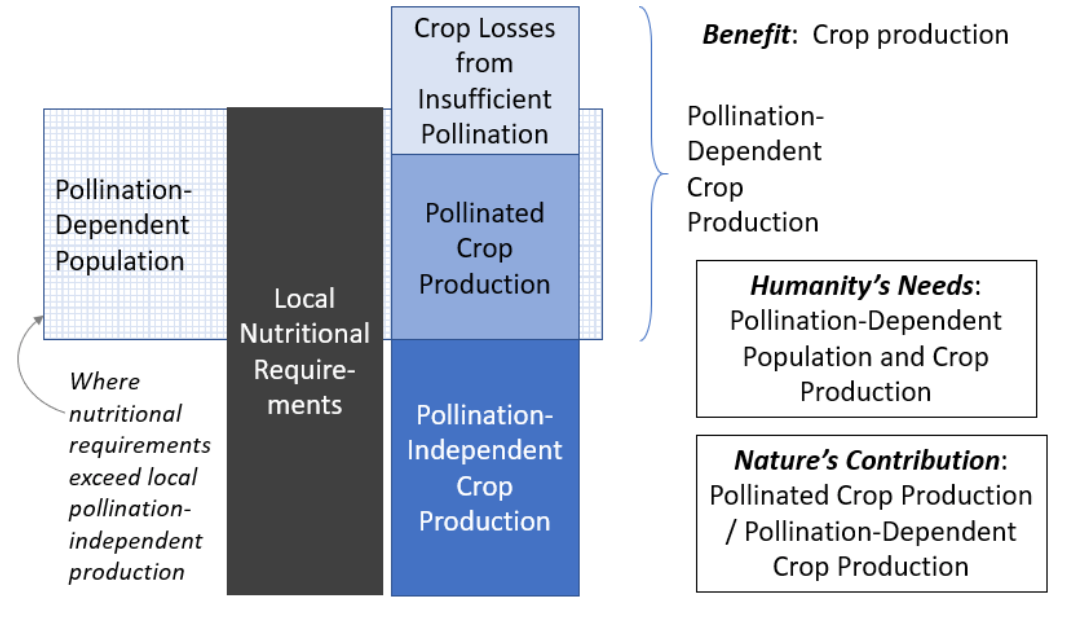 Crop Losses
from
Insufficient
Pollination
Benefit: Crop production
Pollination-
Dependent
Crop
Production
Pollination-
Dependent
Population
Pollinated
Crop
Production
Local
Nutritional
Require-
ments
Humanity's Needs:
Pollination-Dependent
Population and Crop
Production
Where
nutritional
requirements
exceed local
pollination-
independent
production
Pollination-
Independent
Crop
Production
Nature's Contribution:
Pollinated Crop Production
/ Pollination-Dependent
Crop Production